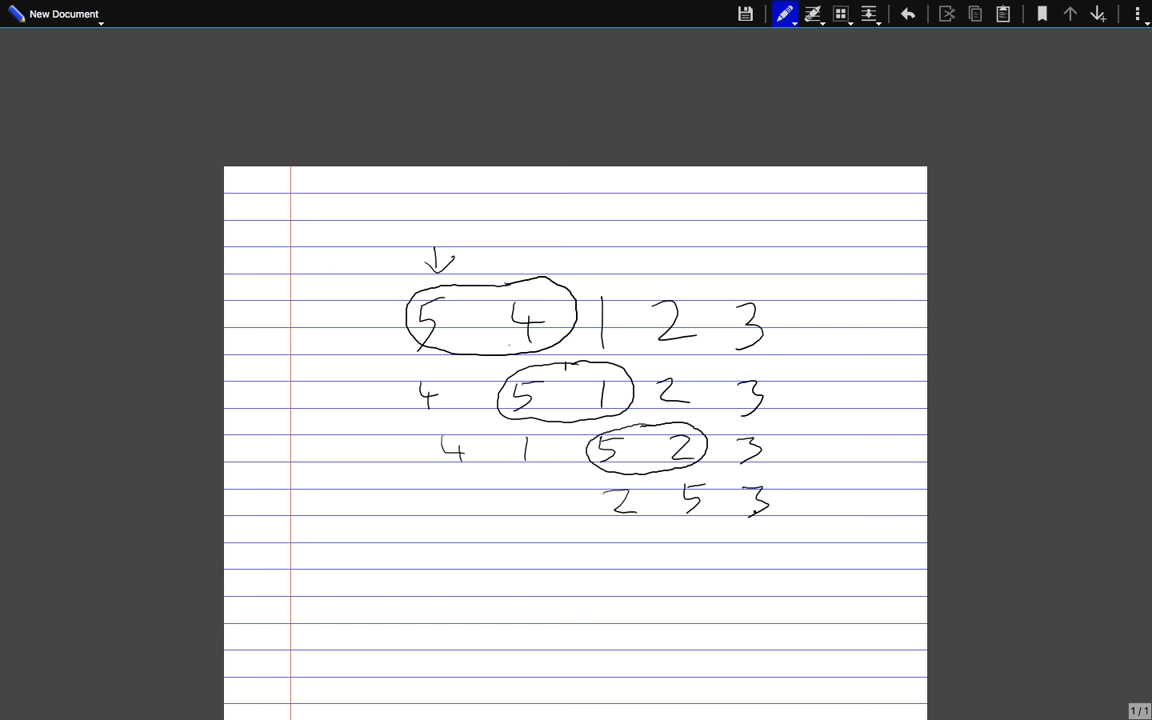 New Document
5 4 1 2 3
4 5 1 2 3
4 1 5 2 3
2 5 3
1/1